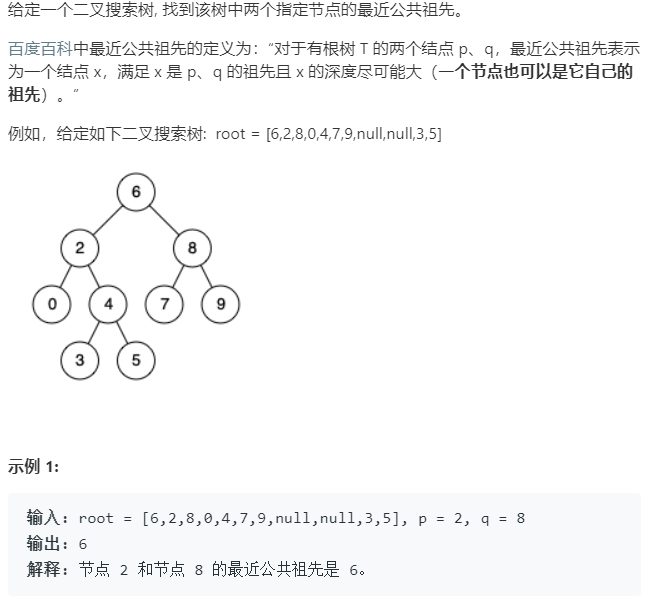 给定一个二叉搜索树, 找到该树中两个指定节点的最近公共祖先。
百度百科中最近公共祖先的定义为：“对于有根树 T 的两个结点 p、q，最近公共祖先表示
为一个结点 x，满足 x 是 p、q 的祖先且 x 的深度尽可能大（一个节点也可以是它自己的
祖先）。”
例如，给定如下二叉搜索树: root = [6,2,8,0,4,7,9,null,null,3,5]
6
2 8
0 4 7 9
3 5
示例 1:
输入: root = [6,2,8,0,4,7,9,null,null,3,5], p = 2, q = 8
输出: 6
解释: 节点 2 和节点 8 的最近公共祖先是 6。